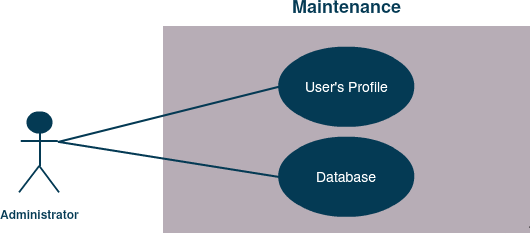 Maintenance
User's Profile
Database
Administrator